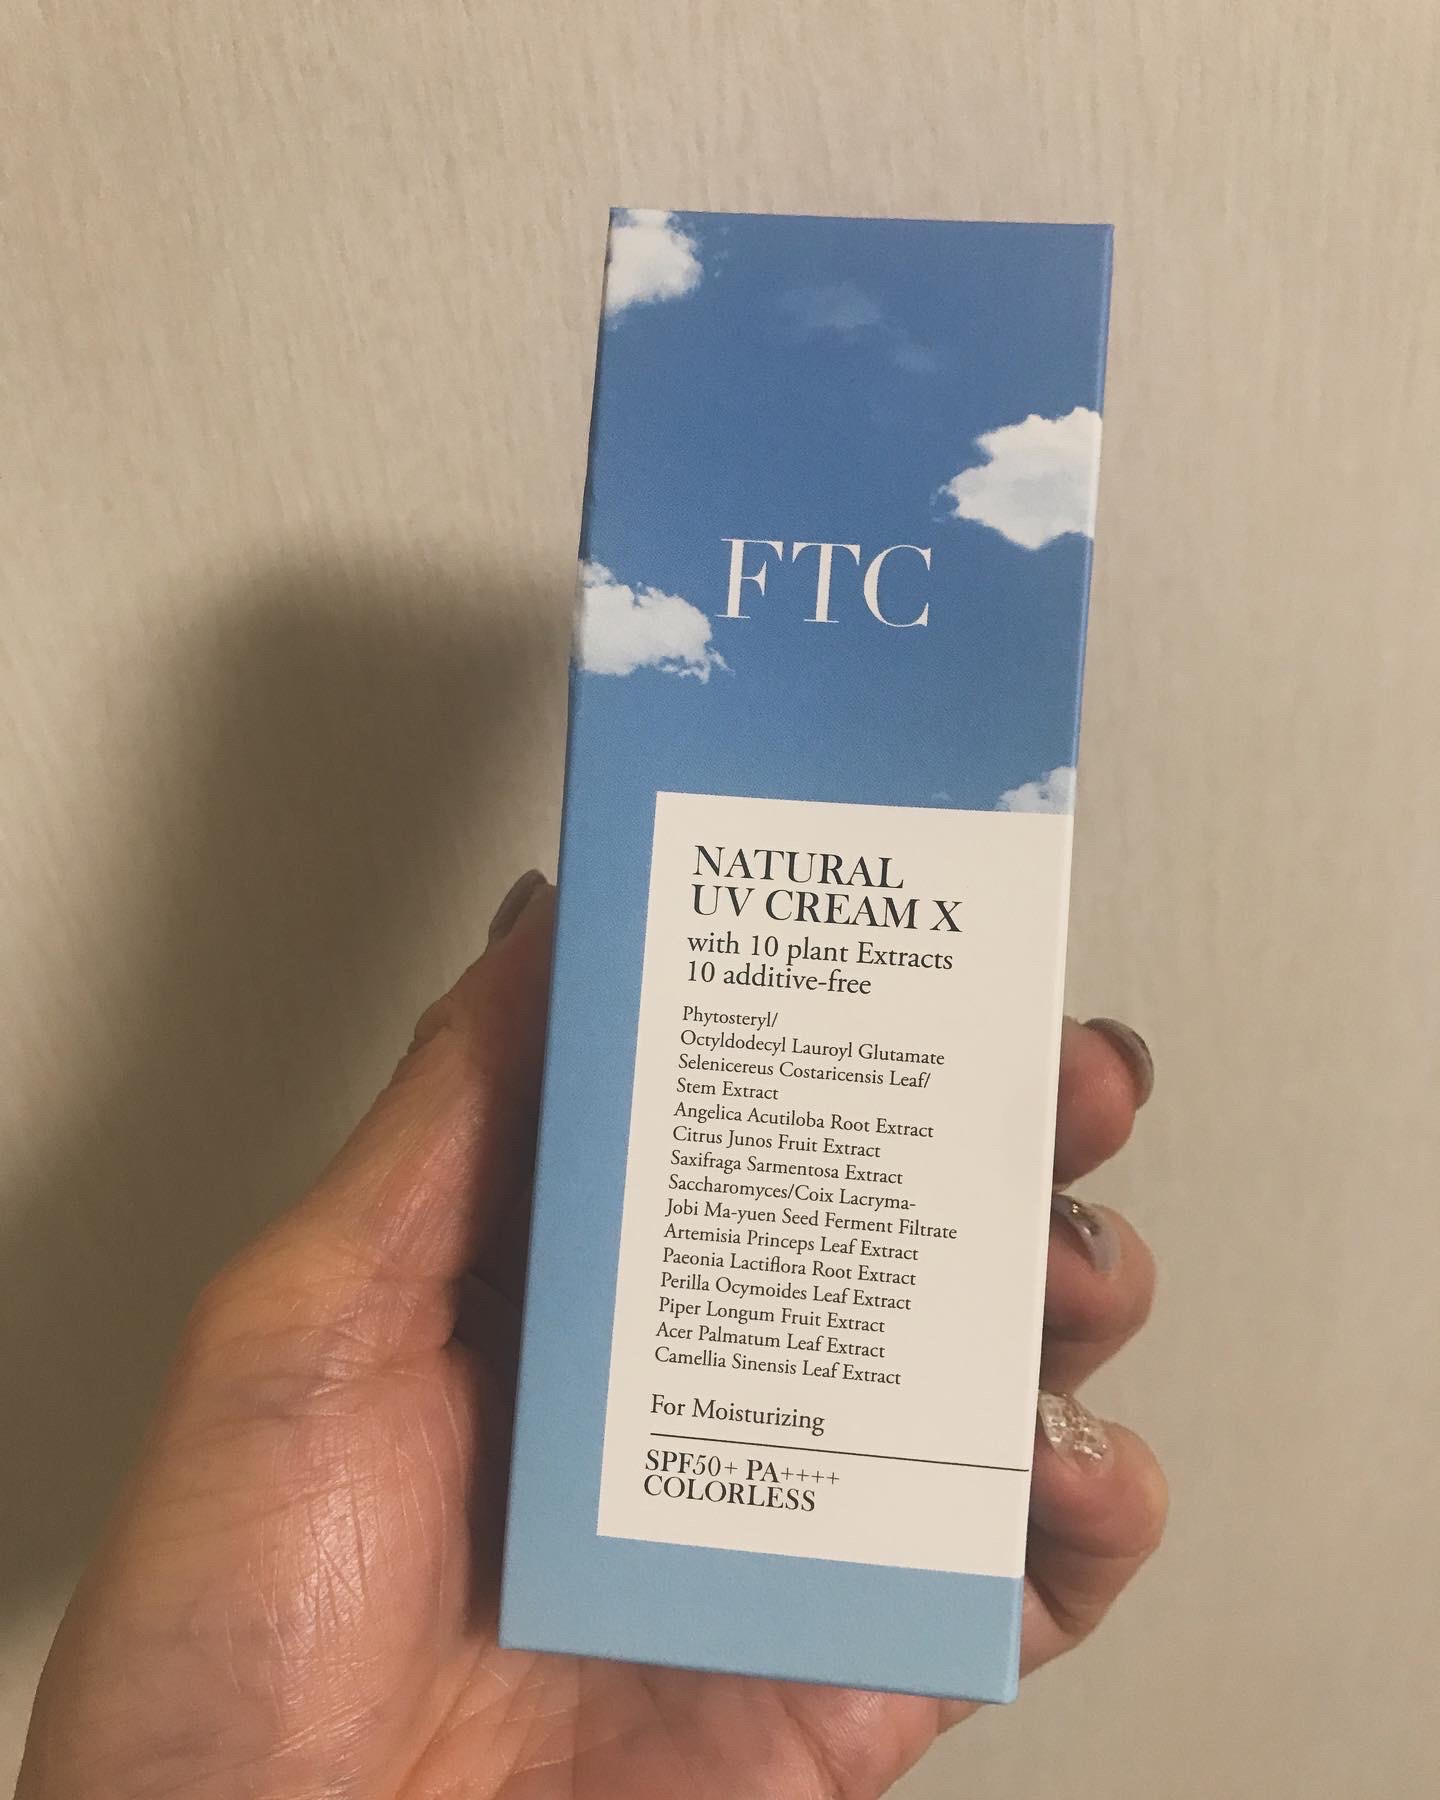 FTC
NATURAL
UV CREAM X
with 10 plant Extracts
10 additive-free
Phytosteryl/
Octyldodecyl Lauroyl Glutamate
Selenicereus Costaricensis Leaf/
Stem Extract
Angelica Acutiloba Root Extract
Citrus Junos Fruit Extract
Saxifraga Sarmentosa Extract
Saccharomyces/Coix Lacryma-
Jobi Ma-yuen Seed Ferment Filtrate
Artemisia Princeps Leaf Extract
Paeonia Lactiflora Root Extract
Perilla Ocymoides Leaf Extract
Piper Longum Fruit Extract
Acer Palmatum Leaf Extract
Camellia Sinensis Leaf Extract
For Moisturizing
SPF50+ PA++++
COLORLESS